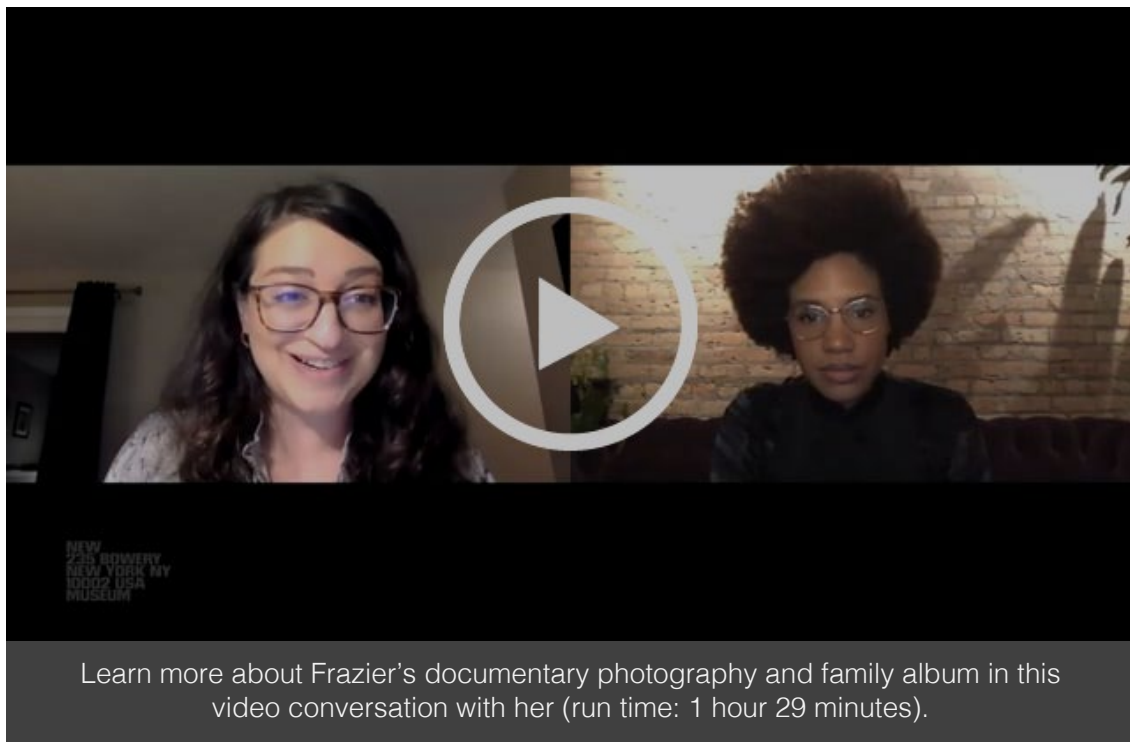 NEW
235 BOWERY
NEW YORK NY
10002 USA
MUSEUM
Learn more about Frazier’s documentary photography and family album in this
video conversation with her (run time: 1 hour 29 minutes).